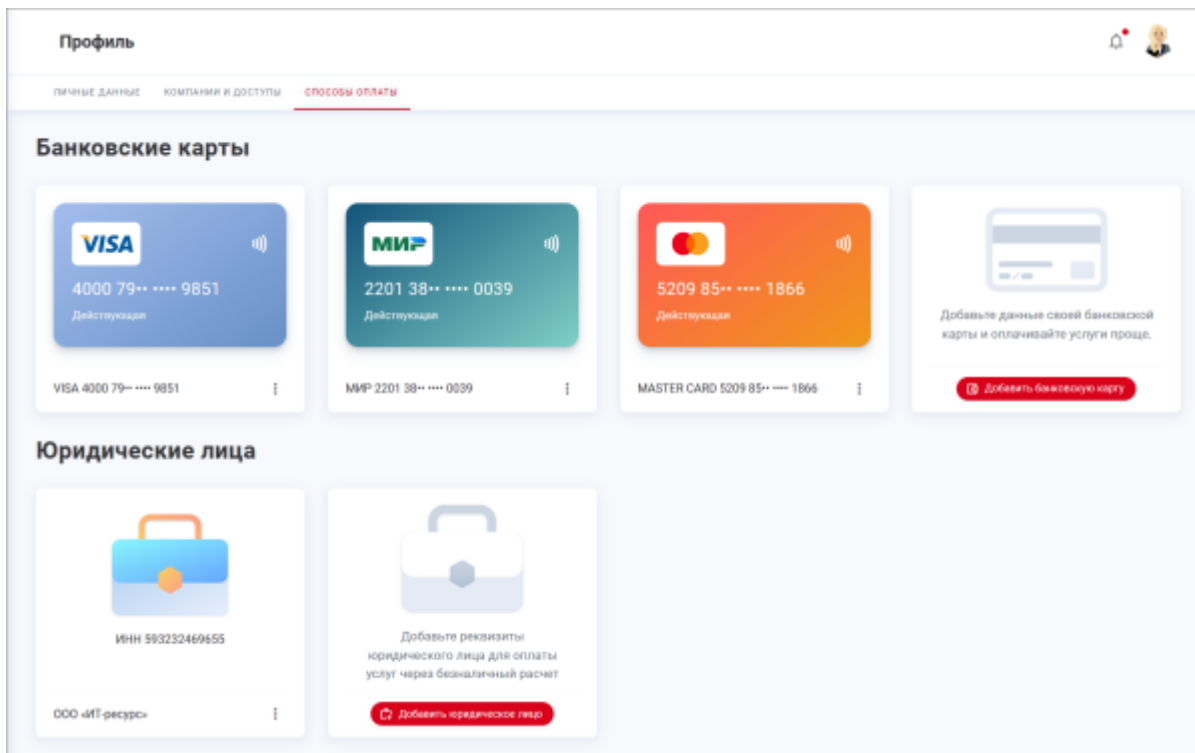 Профиль
ЛИЧНЫЕ ДАННЫЕ КОМПАНИИ И ДОСТУПЫ СПОСОБЫ ОПЛАТЫ
Банковские карты
VISA
4000 79•• •••• 9851
Действующая
VISA 4000 79•• •••• 9851
МИР
2201 38•• •••• 0039
Действующая
МИР 2201 38•• •••• 0039
5209 85•• •••• 1866
Действующая
MASTER CARD 5209 85•• •••• 1866
Добавьте данные своей банковской
карты и оплачивайте услуги проще.
Добавить банковскую карту
Юридические лица
ИНН 593232469655
ООО «ИТ-ресурс»
Добавьте реквизиты
юридического лица для оплаты
услуг через безналичный расчет
Добавить юридическое лицо